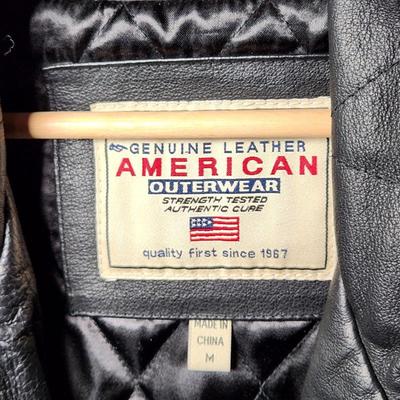 GENUINE LEATHER
AMERICAN
OUTERWEAR
STRENGTH TESTED
AUTHENTIC CURE
quality first since 1967
MADE IN
CHINA
M